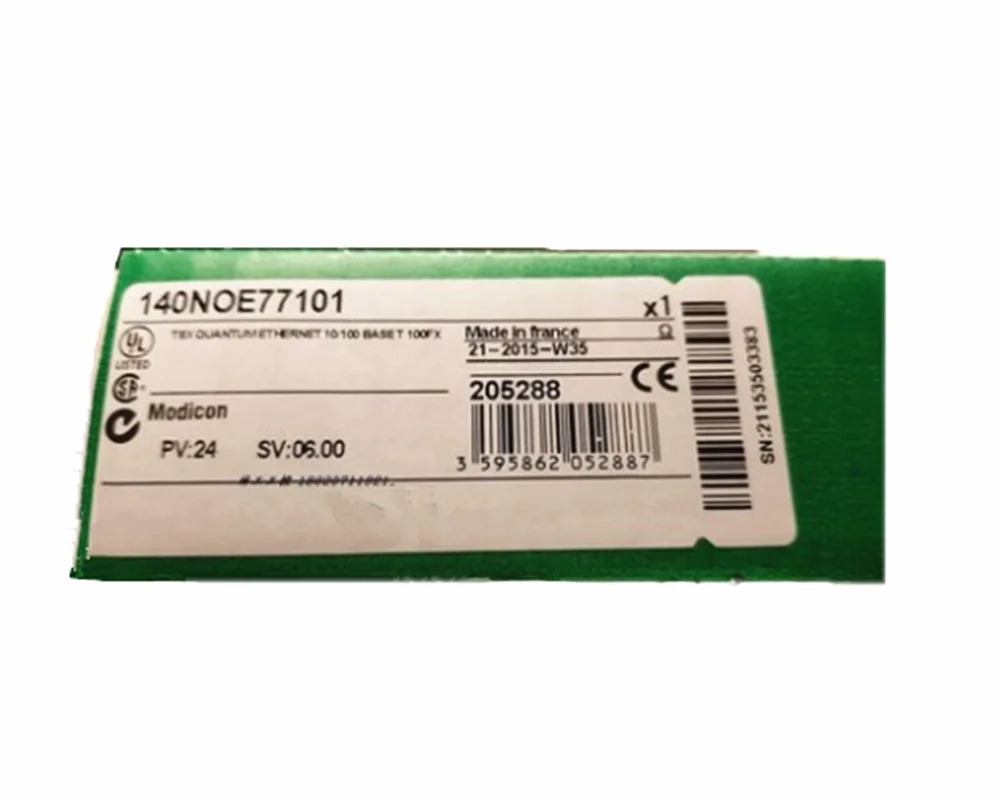 140NOE77101
x1
UL
LISTED
TSX QUANTUM ETHERNET 10/100 BASE T 100FX
Made in france
Ω
21-2015-W35
CE
205288
Modicon
PV:24 SV:06.00
3 595862 052887
SN:21153503383